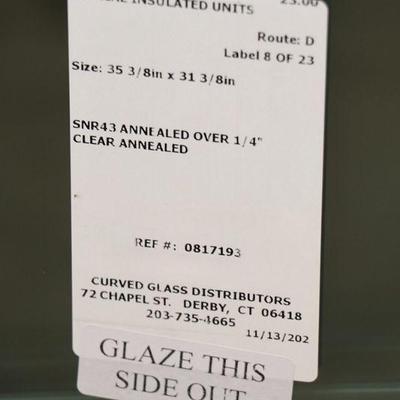 INSULATED UNITS
23.00
Route: D
Label 8 OF 23
Size: 35 3/8in x 31 3/8in
SNR43 ANNEALED OVER 1/4"
CLEAR ANNEALED
REF #: 0817193
CURVED GLASS DISTRIBUTORS
72 CHAPEL ST. DERBY, CT 06418
203-735-4665
11/13/202
GLAZE THIS
SIDE OUT